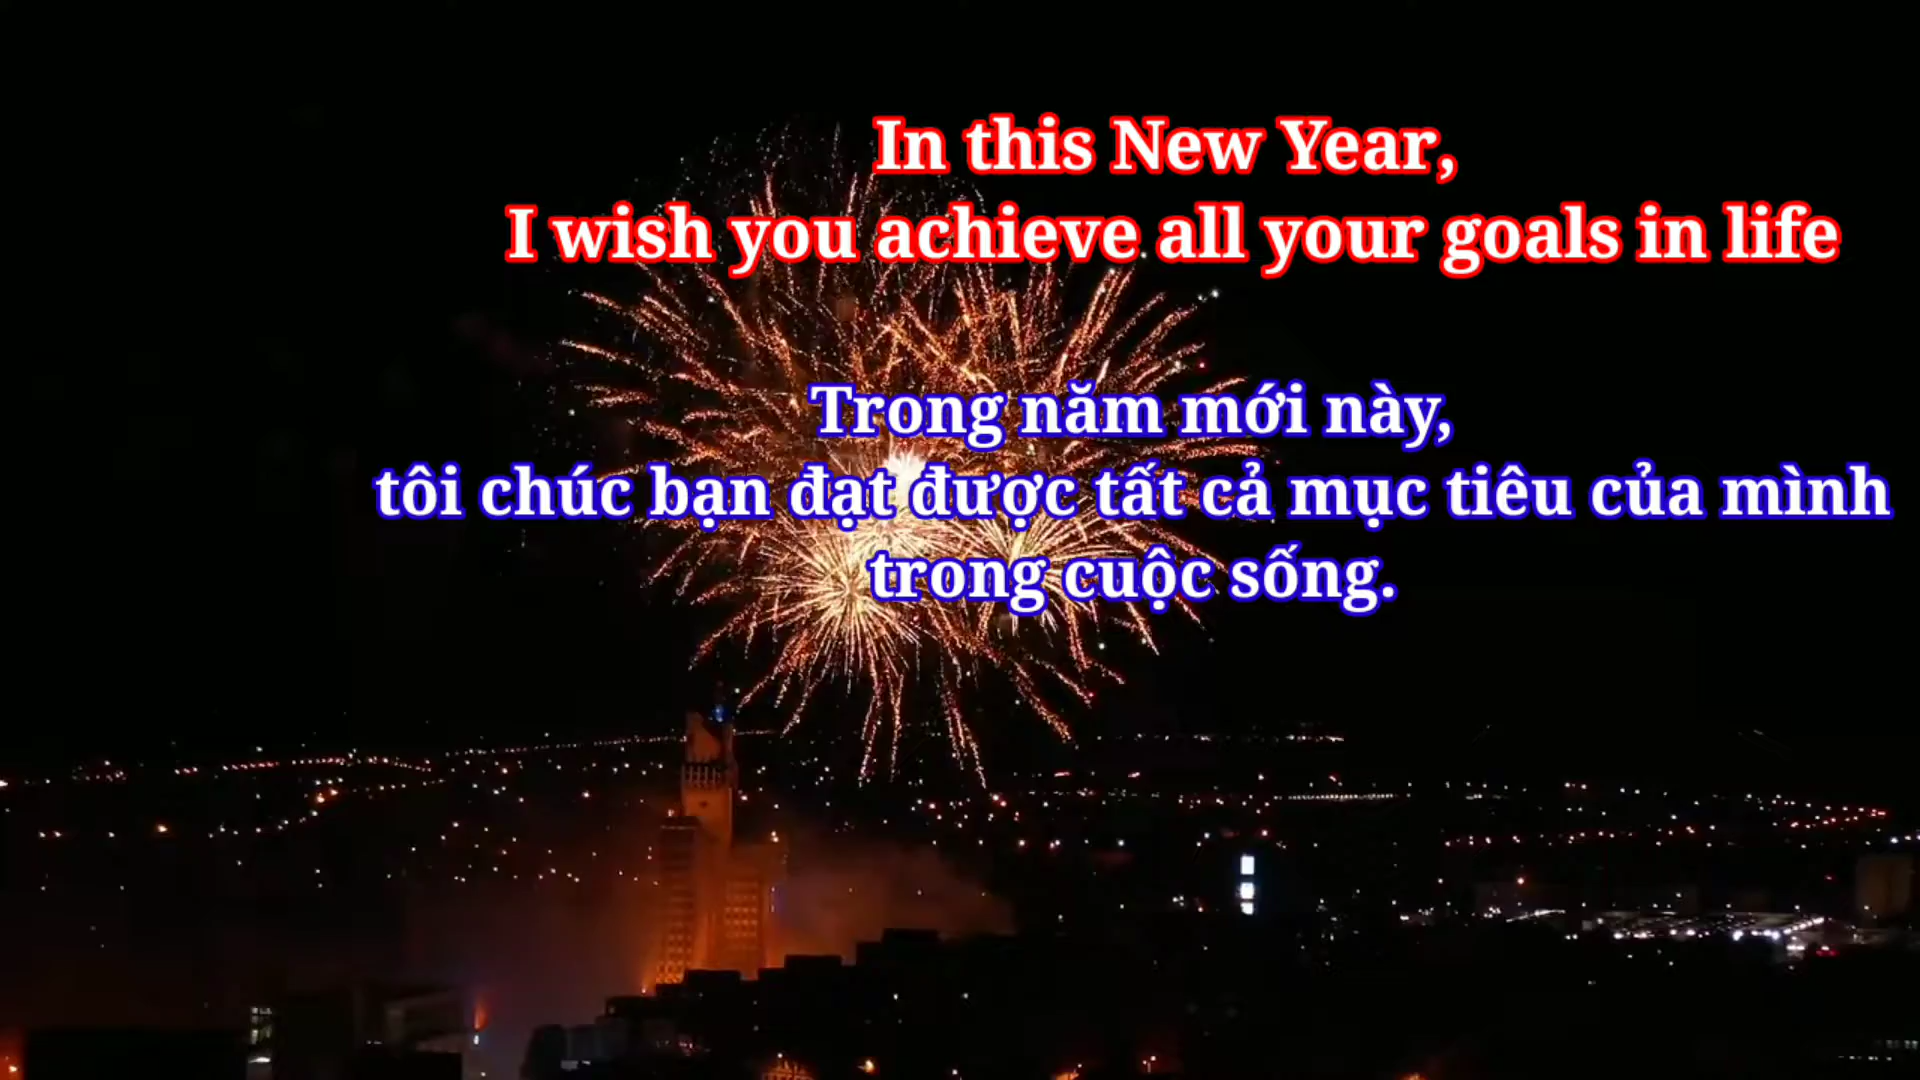 In this New Year,
I wish you achieve all your goals in life
Trong năm mới này,
tôi chúc bạn đạt được tất cả mục tiêu của mình
trong cuộc sống.